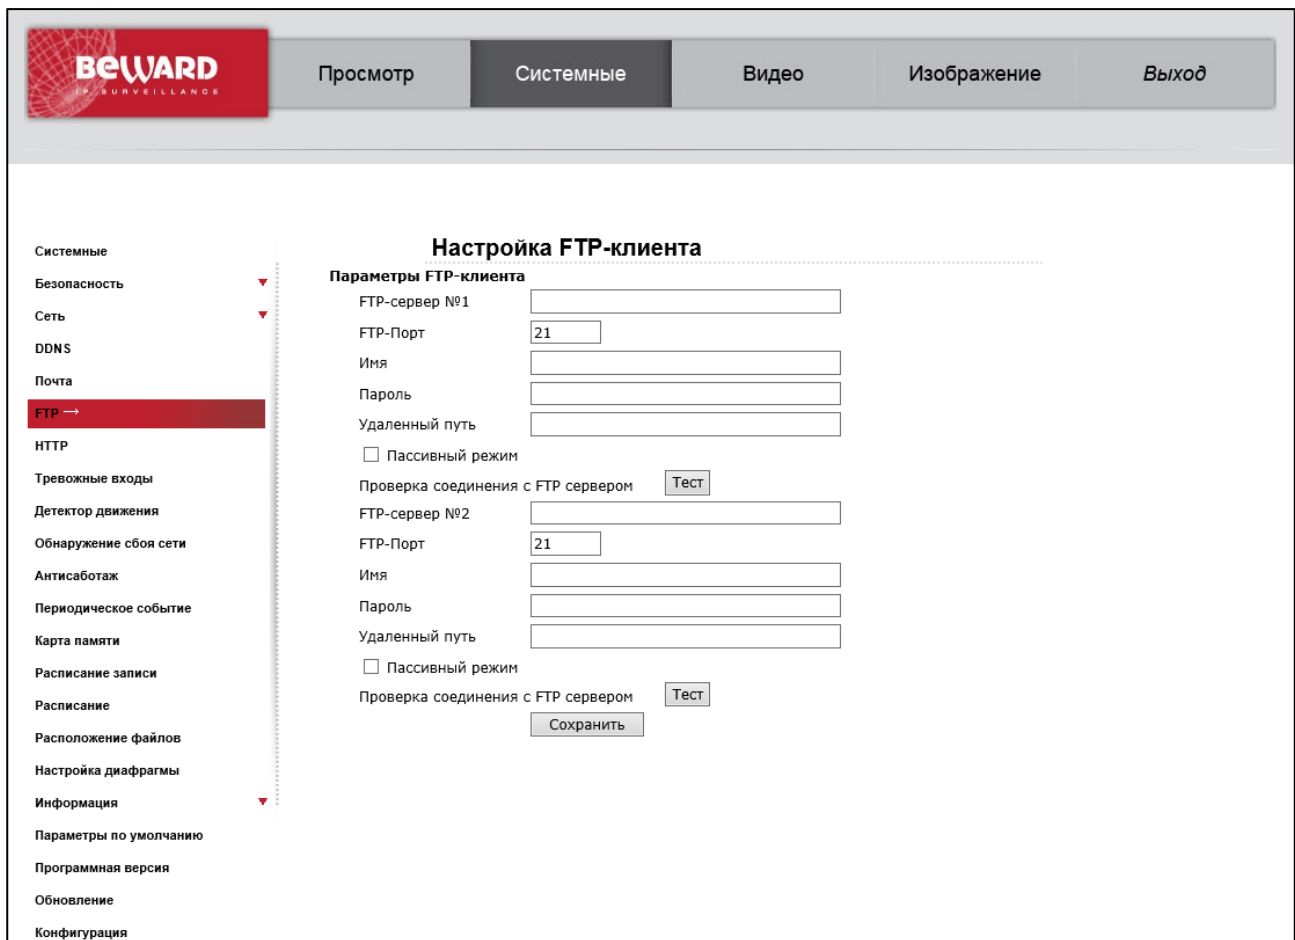 BEWARD
IP SURVEILLANCE
Просмотр
Системные
Видео
Изображение
Выход
Системные
Безопасность
Сеть
DDNS
Почта
FTP →
HTTP
Тревожные входы
Детектор движения
Обнаружение сбоя сети
Антисаботаж
Периодическое событие
Карта памяти
Расписание записи
Расписание
Расположение файлов
Настройка диафрагмы
Информация
Параметры по умолчанию
Программная версия
Обновление
Конфигурация
Настройка FTP-клиента
Параметры FTP-клиента
FTP-сервер №1
FTP-Порт 21
Имя
Пароль
Удаленный путь
Пассивный режим
Проверка соединения с FTP сервером Тест
FTP-сервер №2
FTP-Порт 21
Имя
Пароль
Удаленный путь
Пассивный режим
Проверка соединения с FTP сервером Тест
Сохранить